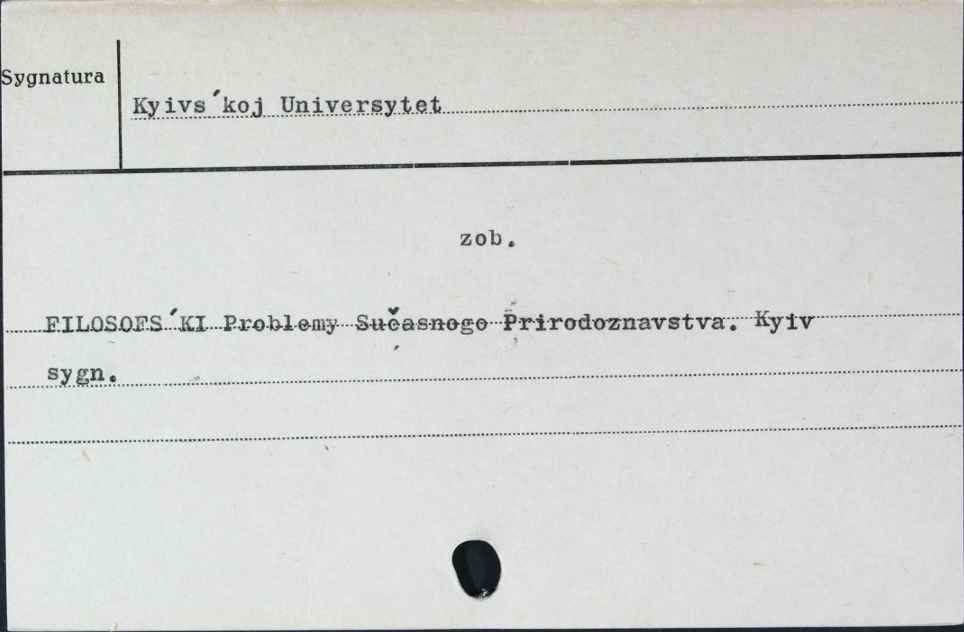 Sygnatura
Kyivs´koj Universytet
zob.
FILOSOFS´KI Problemy Sučasnogo Prirodoznavstva. Kyiv
sygn.